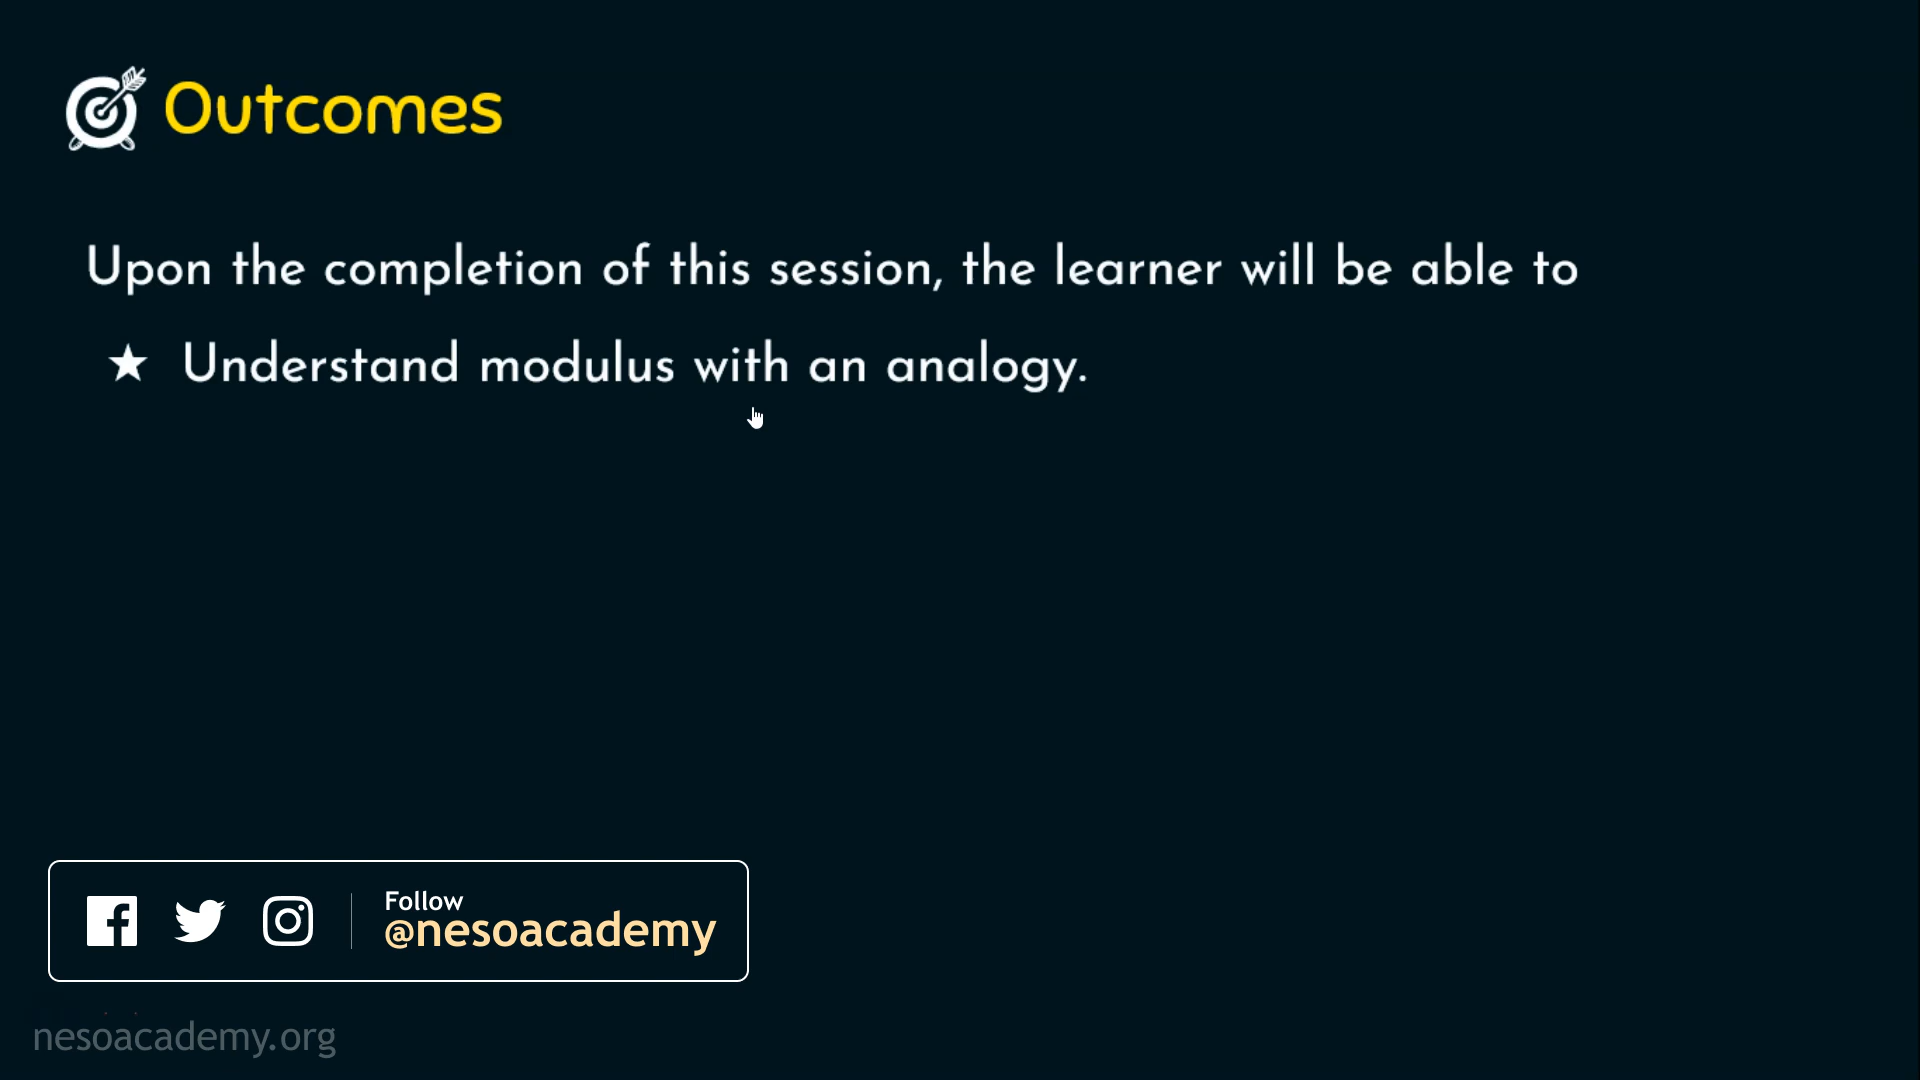 Outcomes
Upon the completion of this session, the learner will be able to
★ Understand modulus with an analogy.
Follow
@nesoacademy
nesoacademy.org